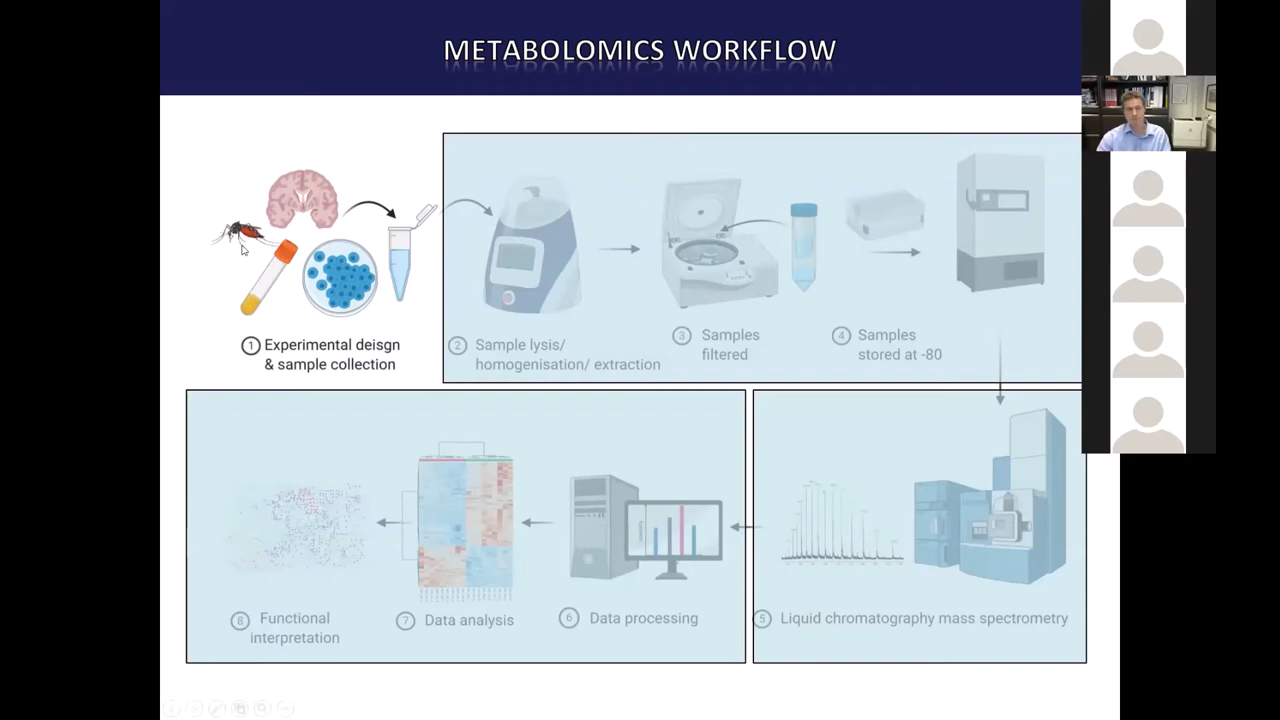 METABOLOMICS WORKFLOW
1 Experimental deisgn
& sample collection
2 Sample lysis/
homogenisation/ extraction
3 Samples
filtered
4 Samples
stored at -80
5 Liquid chromatography mass spectrometry
6 Data processing
7 Data analysis
8 Functional
interpretation